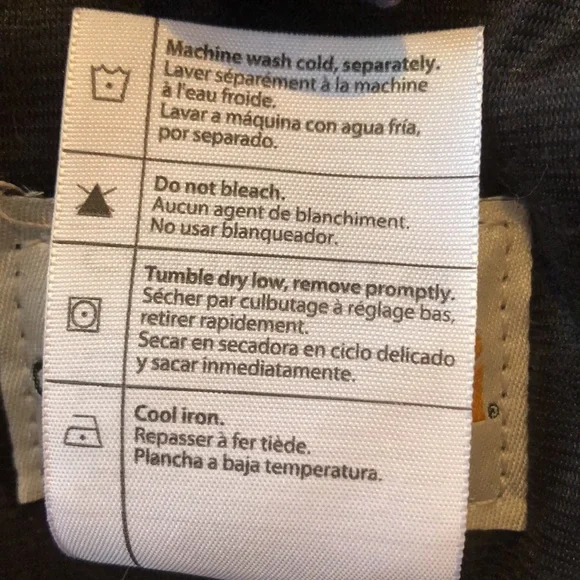 Machine wash cold, separately.
Laver séparément à la machine
à l'eau froide.
Lavar a máquina con agua fría,
por separado.
Do not bleach.
Aucun agent de blanchiment.
No usar blanqueador.
Tumble dry low, remove promptly.
Sécher par culbutage à réglage bas,
retirer rapidement.
Secar en secadora en ciclo delicado
y sacar inmediatamente.
Cool iron.
Repasser à fer tiède.
Plancha a baja temperatura.
®